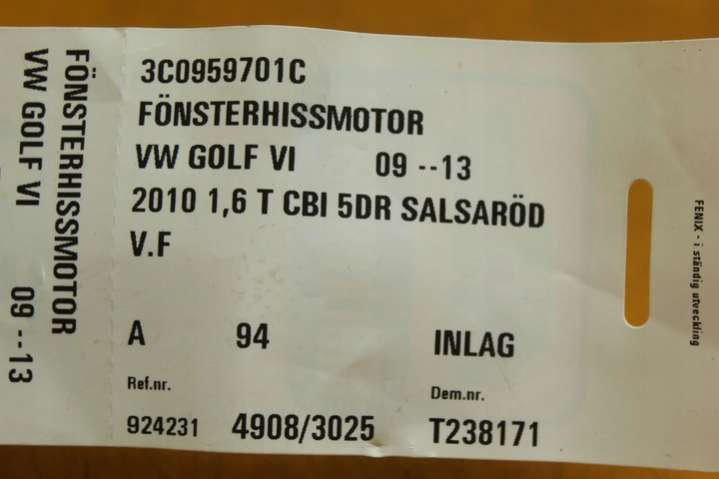 FÖNSTERHISSMOTOR
VW GOLF VI 09 --13
3C0959701C
FÖNSTERHISSMOTOR
VW GOLF VI 09 --13
2010 1,6 T CBI 5DR SALSARÖD
V.F
A 94 INLAG
Ref.nr. Dem.nr.
924231 4908/3025 T238171
FENIX - i ständig utveckling